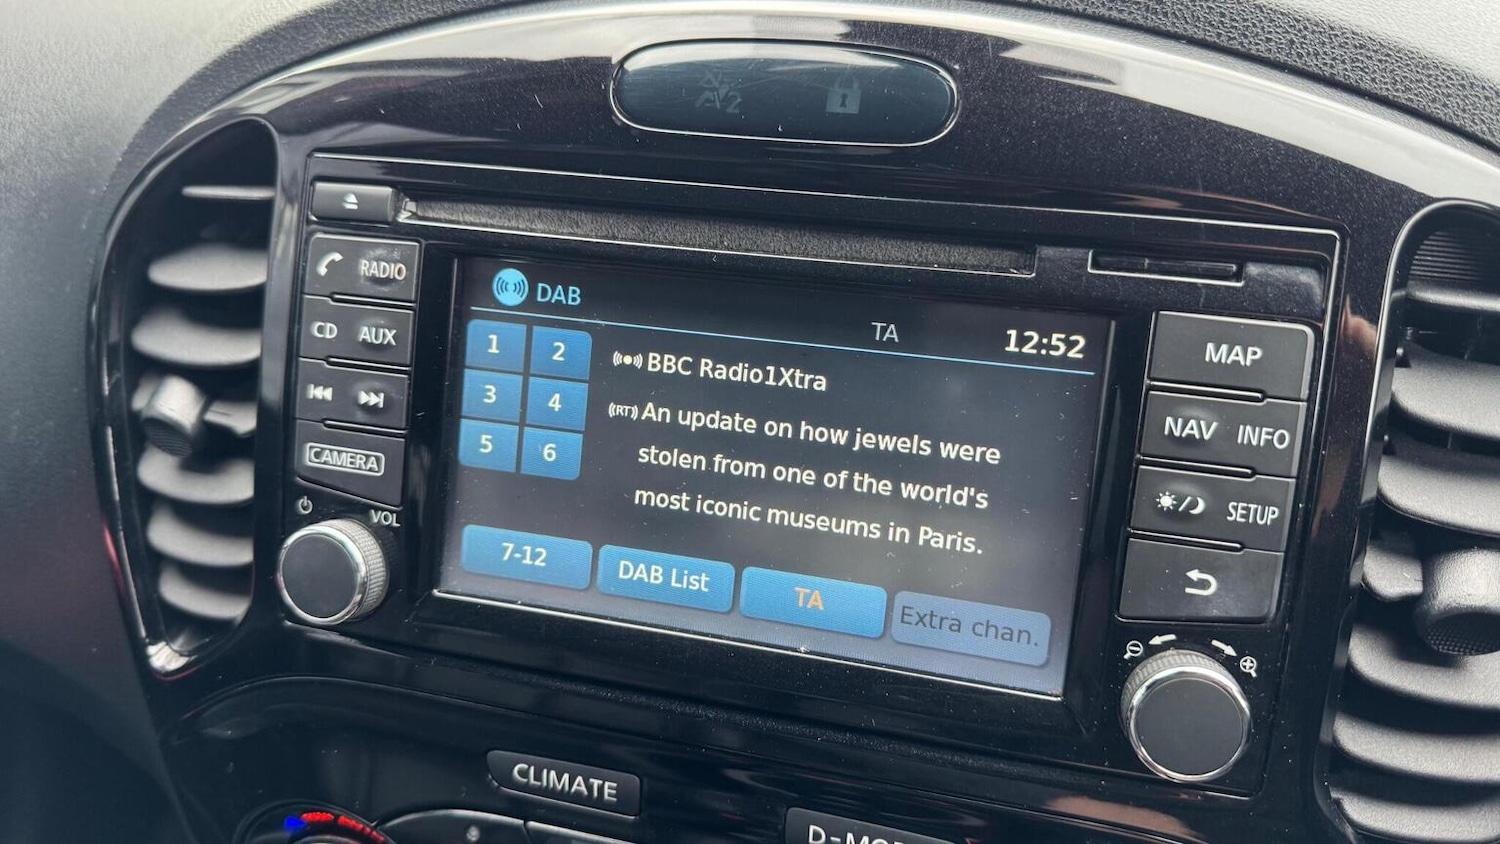 2
RADIO
CD AUX
CAMERA
VOL
DAB
TA 12:52
1 2
3 4
5 6
BBC Radio1Xtra
(RT) An update on how jewels were
stolen from one of the world's
most iconic museums in Paris.
7-12 DAB List TA Extra chan.
MAP
NAV INFO
SETUP
CLIMATE